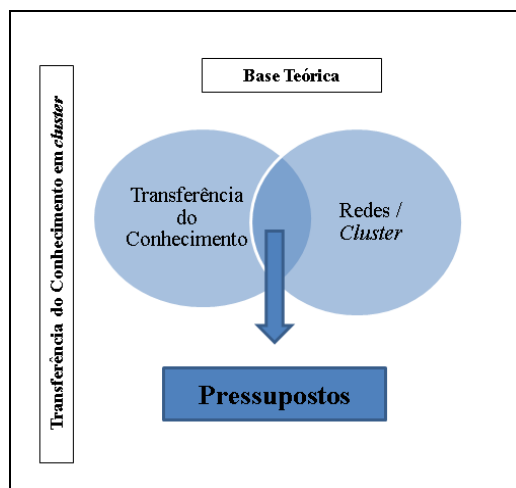 Base Teórica
Transferência do Conhecimento em cluster
Transferência
do
Conhecimento
Redes /
Cluster
Pressupostos